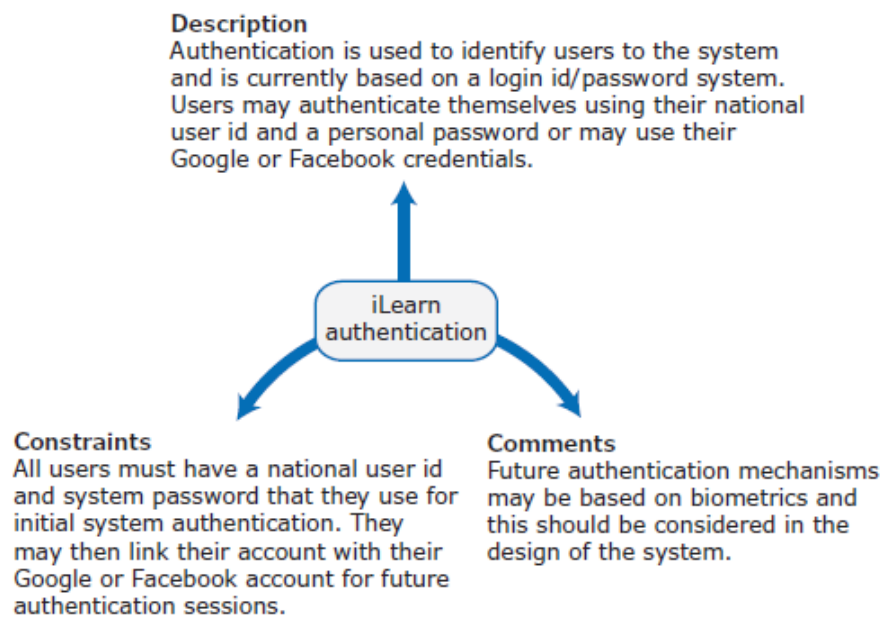 Description
Authentication is used to identify users to the system
and is currently based on a login id/password system.
Users may authenticate themselves using their national
user id and a personal password or may use their
Google or Facebook credentials.
iLearn
authentication
Constraints
All users must have a national user id
and system password that they use for
initial system authentication. They
may then link their account with their
Google or Facebook account for future
authentication sessions.
Comments
Future authentication mechanisms
may be based on biometrics and
this should be considered in the
design of the system.